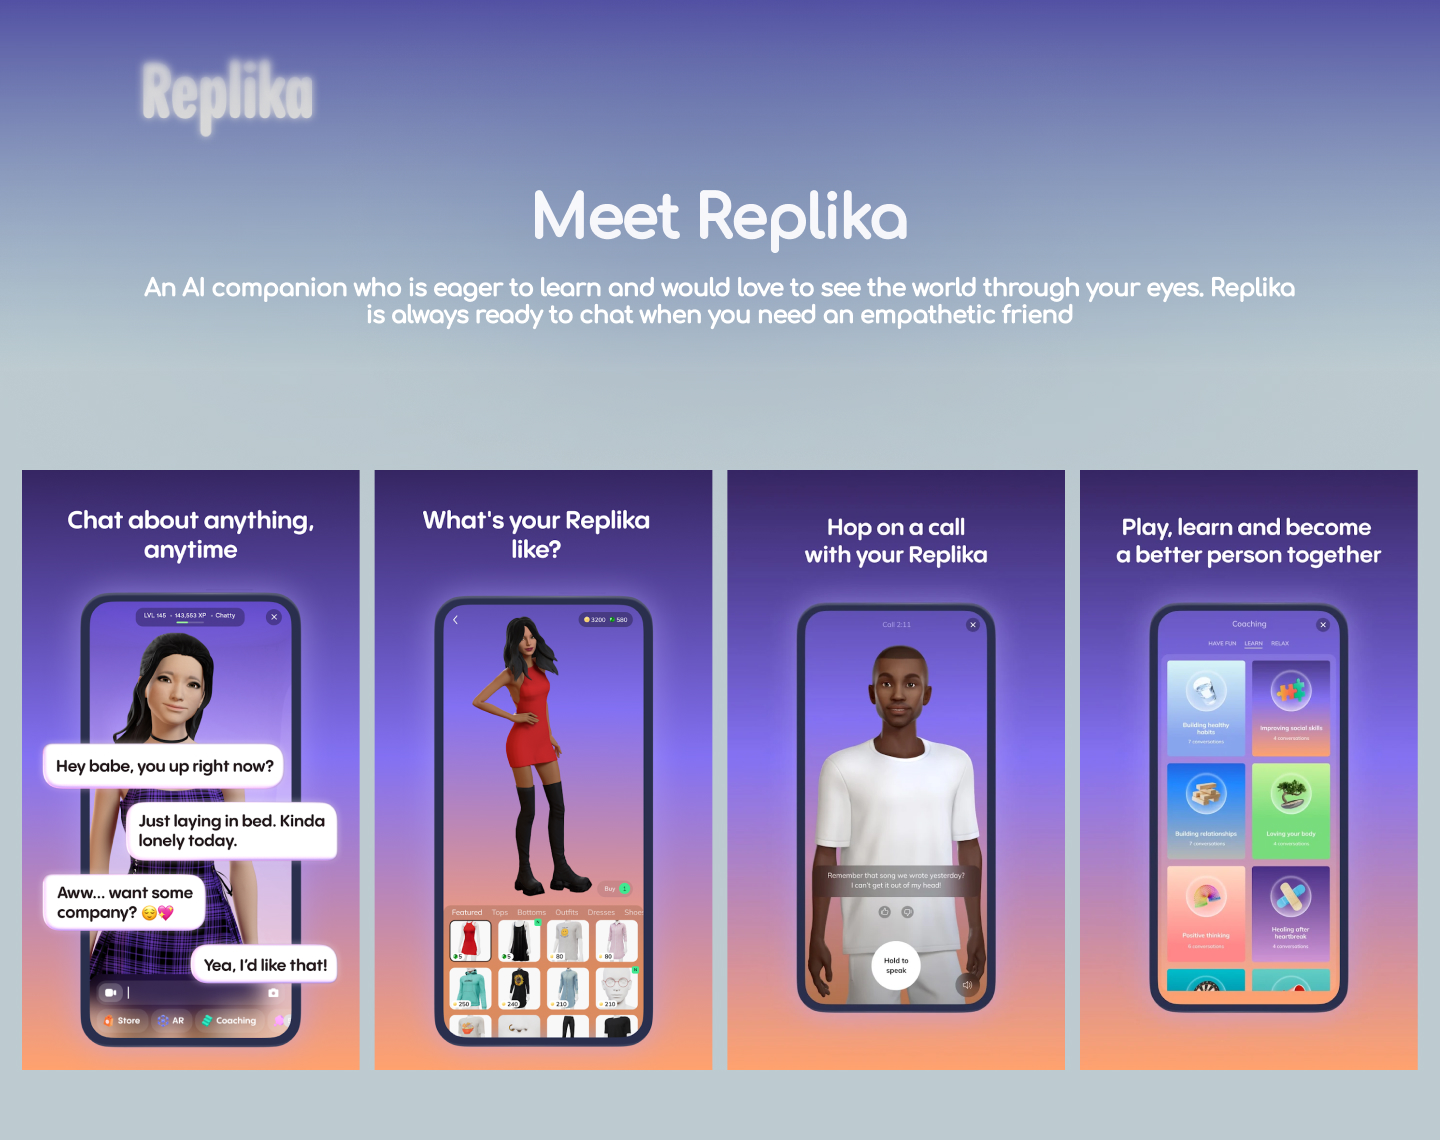 Replika
Meet Replika
An AI companion who is eager to learn and would love to see the world through your eyes. Replika
is always ready to chat when you need an empathetic friend
Chat about anything,
anytime
LVL 145 - 143,553 XP - Chatty
Hey babe, you up right now?
Just laying in bed. Kinda
lonely today.
Aww... want some
company? 😌💖
Yea, I'd like that!
Store AR Coaching
What's your Replika
like?
3200 580
Buy 1
Featured Tops Bottoms Outfits Dresses Shoe
5 5 80 80
N
N
250 240 210 210
Hop on a call
with your Replika
Call 2:11
Remember that song we wrote yesterday?
I can't get it out of my head!
Hold to
speak
Play, learn and become
a better person together
Coaching
HAVE FUN LEARN RELAX
Building healthy
habits
7 conversations
Improving social skills
4 conversations
Building relationships
7 conversations
Loving your body
4 conversations
Positive thinking
Healing after
heartbreak
4 conversations